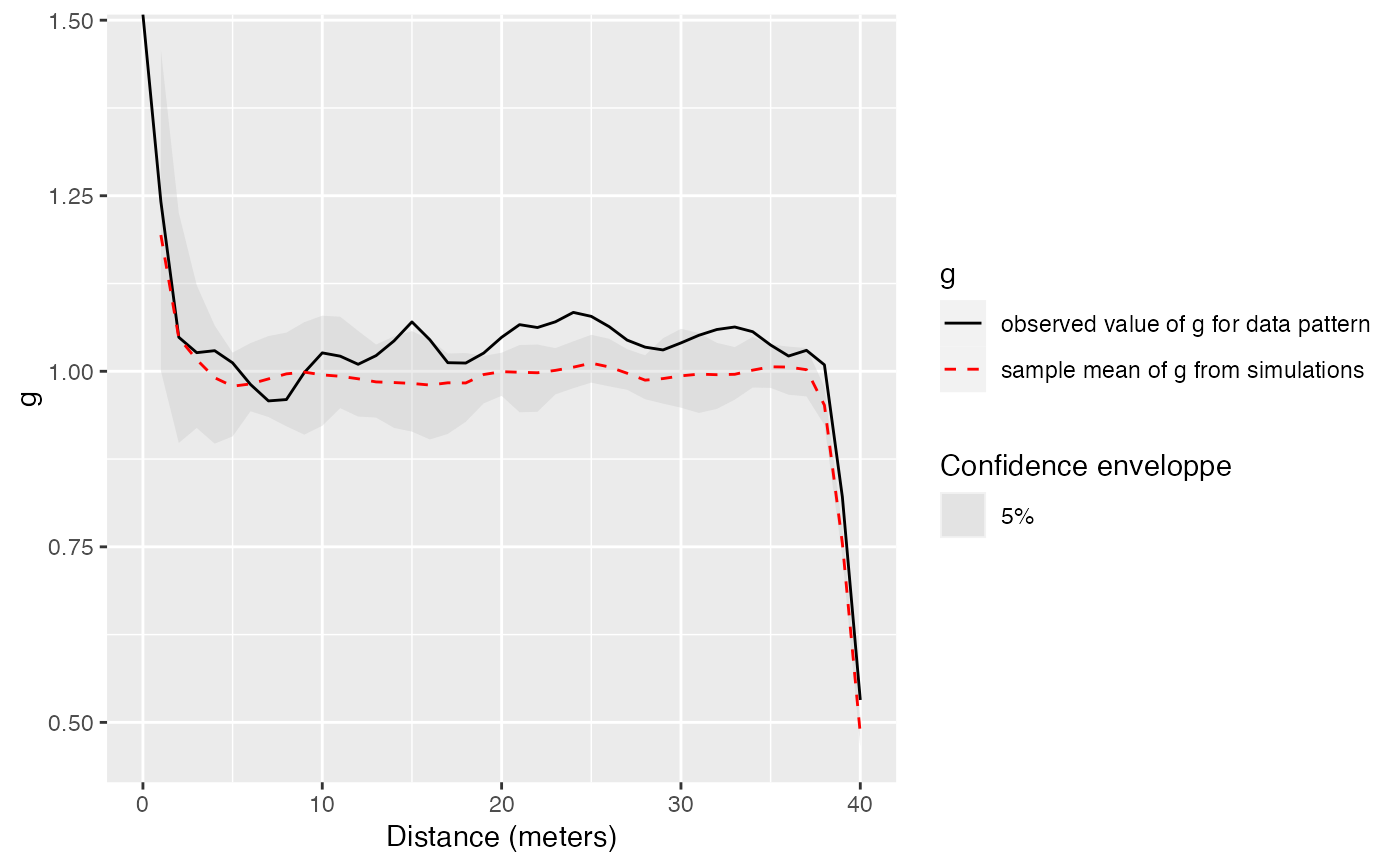 1.50
1.25
1.00
0.75
0.50
g
0
10
20
30
40
Distance (meters)
g
observed value of g for data pattern
sample mean of g from simulations
Confidence enveloppe
5%